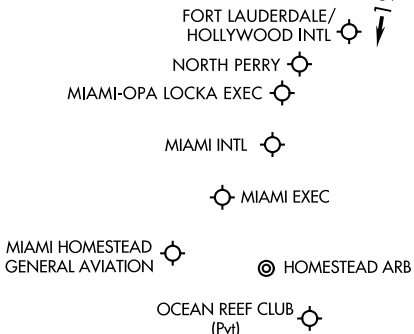 FORT LAUDERDALE/
HOLLYWOOD INTL
NORTH PERRY
MIAMI-OPA LOCKA EXEC
MIAMI INTL
MIAMI EXEC
MIAMI HOMESTEAD
GENERAL AVIATION
HOMESTEAD ARB
OCEAN REEF CLUB
(Pvt)